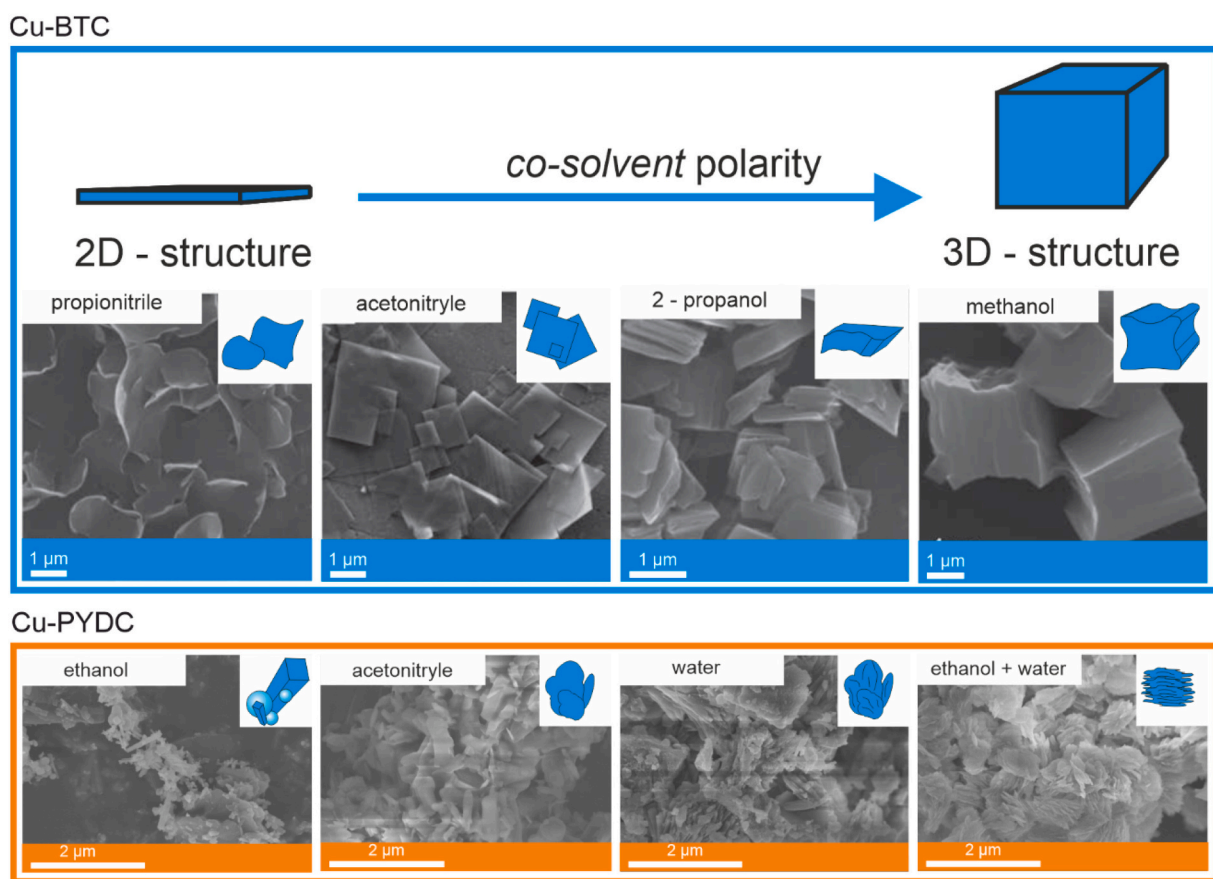 Cu-BTC
co-solvent polarity
2D - structure
3D - structure
propionitrile
acetonitryle
2 - propanol
methanol
1 µm
1 µm
1 µm
1 µm
Cu-PYDC
ethanol
acetonitryle
water
ethanol + water
2 µm
2 µm
2 µm
2 µm